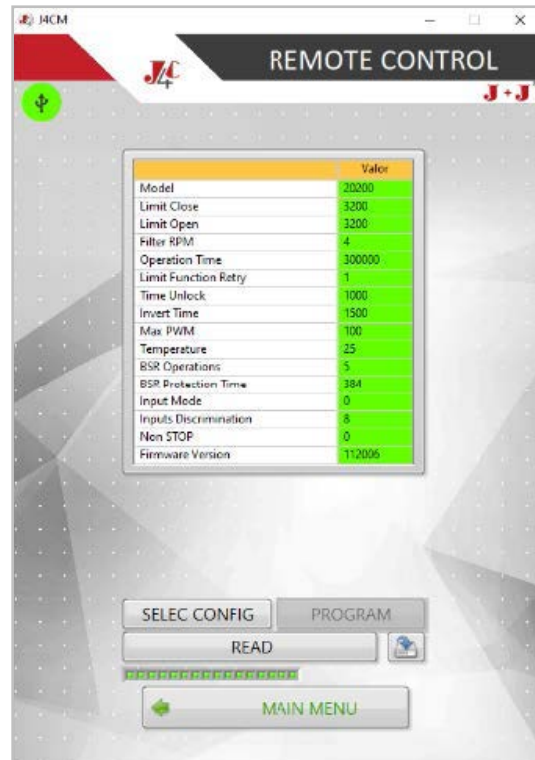 J4CM
REMOTE CONTROL
J4C
J+J
Valor
Model 20200
Limit Close 3200
Limit Open 3200
Filter RPM 4
Operation Time 300000
Limit Function Retry 1
Time Unlock 1000
Invert Time 1500
Max PWM 100
Temperature 25
BSR Operations 5
BSR Protection Time 384
Input Mode 0
Inputs Discrimination 8
Non STOP 0
Firmware Version 112006
SELEC CONFIG PROGRAM
READ
MAIN MENU